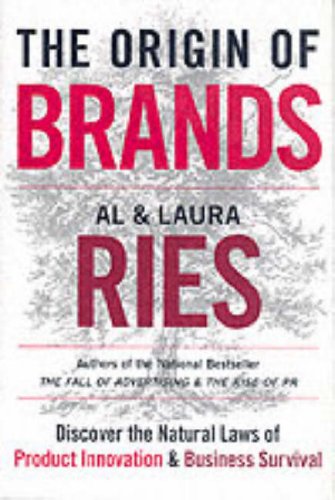 THE ORIGIN OF
BRANDS
AL & LAURA
RIES
Authors of the National Bestseller
THE FALL OF ADVERTISING & THE RISE OF PR
Discover the Natural Laws of
Product Innovation & Business Survival